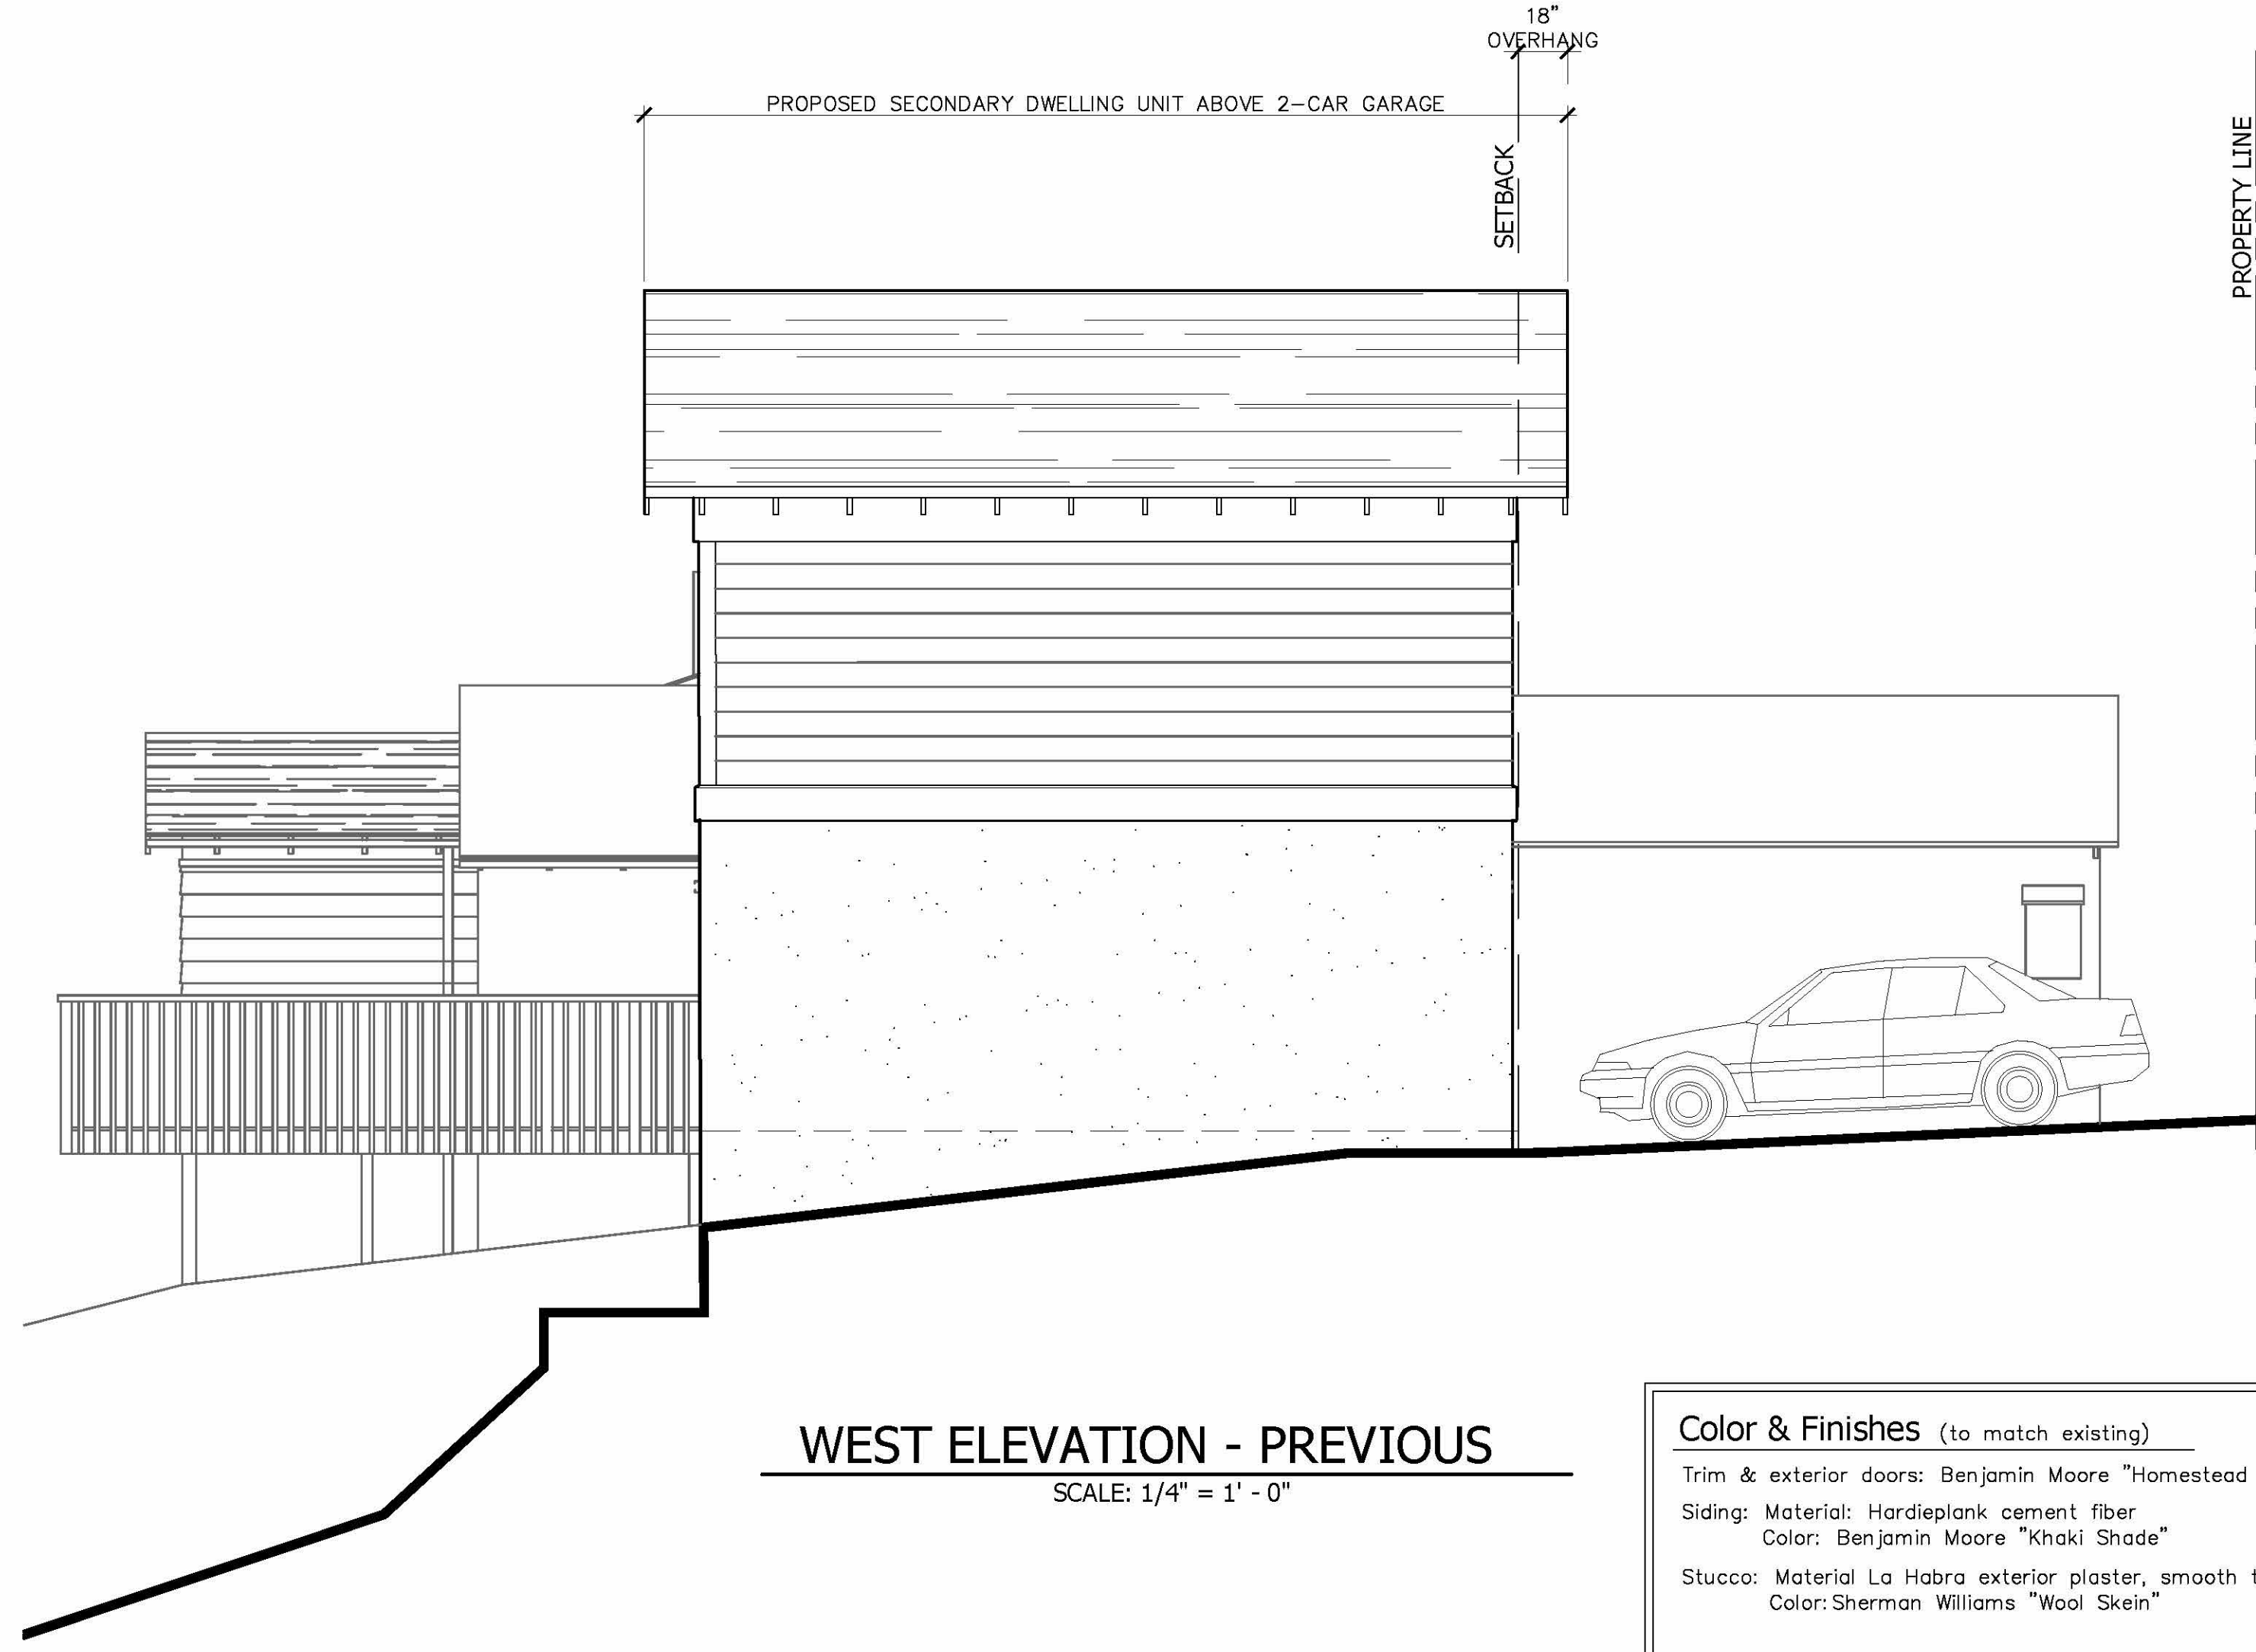 18"
OVERHANG
PROPOSED SECONDARY DWELLING UNIT ABOVE 2-CAR GARAGE
SETBACK
PROPERTY LINE
WEST ELEVATION - PREVIOUS
SCALE: 1/4" = 1' - 0"
Color & Finishes (to match existing)
Trim & exterior doors: Benjamin Moore "Homestead
Siding: Material: Hardieplank cement fiber
Color: Benjamin Moore "Khaki Shade"
Stucco: Material La Habra exterior plaster, smooth
Color: Sherman Williams "Wool Skein"